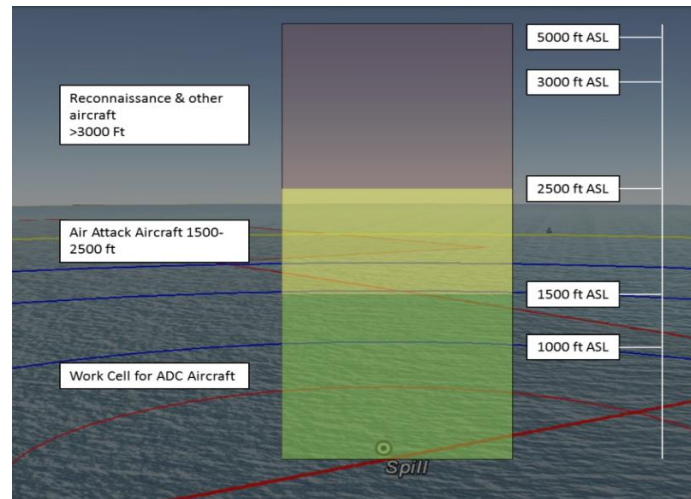 Reconnaissance & other
aircraft
>3000 Ft
Air Attack Aircraft 1500-
2500 ft
Work Cell for ADC Aircraft
5000 ft ASL
3000 ft ASL
2500 ft ASL
1500 ft ASL
1000 ft ASL
Spill